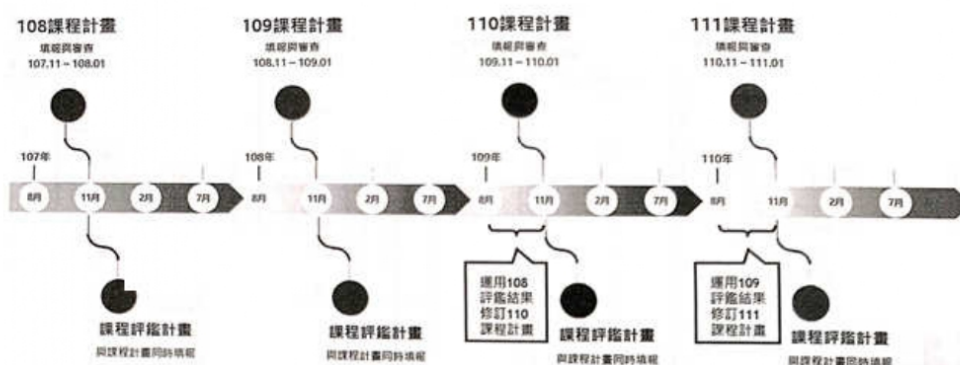 108課程計畫
填報與審查
107.11－108.01
109課程計畫
填報與審查
108.11－109.01
110課程計畫
填報與審查
109.11－110.01
111課程計畫
填報與審查
110.11－111.01
107年
8月
11月
2月
7月
108年
8月
11月
2月
7月
109年
8月
11月
2月
7月
110年
8月
11月
2月
7月
課程評鑑計畫
與課程計畫同時填報
課程評鑑計畫
與課程計畫同時填報
運用108
評鑑結果
修訂110
課程計畫
課程評鑑計畫
與課程計畫同時填報
運用109
評鑑結果
修訂111
課程計畫
課程評鑑計畫
與課程計畫同時填報